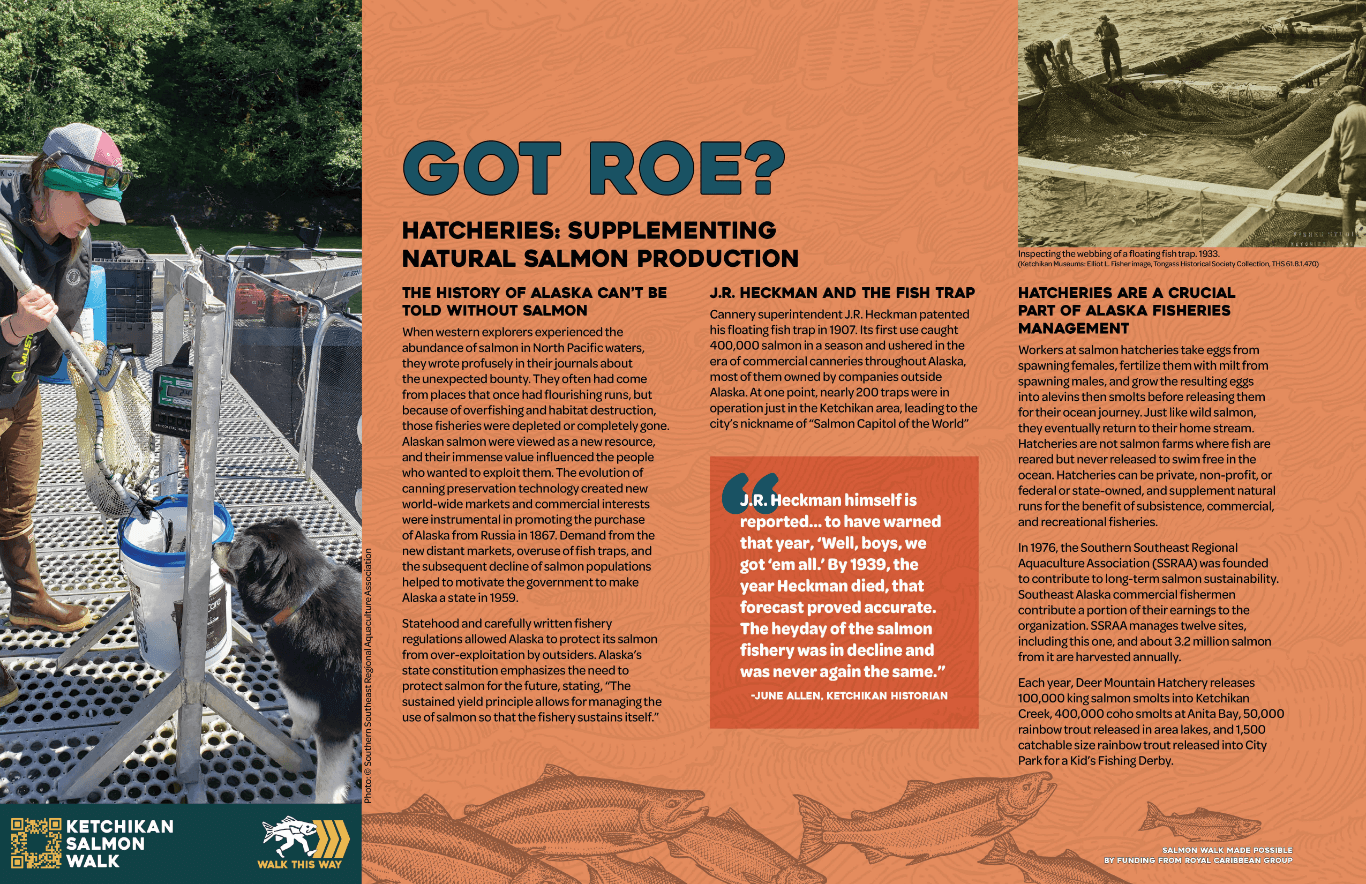 GOT ROE?
HATCHERIES: SUPPLEMENTING
NATURAL SALMON PRODUCTION
THE HISTORY OF ALASKA CAN'T BE
TOLD WITHOUT SALMON
When western explorers experienced the
abundance of salmon in North Pacific waters,
they wrote profusely in their journals about
the unexpected bounty. They often had come
from places that once had flourishing runs, but
because of overfishing and habitat destruction,
those fisheries were depleted or completely gone.
Alaskan salmon were viewed as a new resource,
and their immense value influenced the people
who wanted to exploit them. The evolution of
canning preservation technology created new
world-wide markets and commercial interests
were instrumental in promoting the purchase
of Alaska from Russia in 1867. Demand from the
new distant markets, overuse of fish traps, and
the subsequent decline of salmon populations
helped to motivate the government to make
Alaska a state in 1959.
Statehood and carefully written fishery
regulations allowed Alaska to protect its salmon
from over-exploitation by outsiders. Alaska's
state constitution emphasizes the need to
protect salmon for the future, stating, "The
sustained yield principle allows for managing the
use of salmon so that the fishery sustains itself."
J.R. HECKMAN AND THE FISH TRAP
Cannery superintendent J.R. Heckman patented
his floating fish trap in 1907. Its first use caught
400,000 salmon in a season and ushered in the
era of commercial canneries throughout Alaska,
most of them owned by companies outside
Alaska. At one point, nearly 200 traps were in
operation just in the Ketchikan area, leading to the
city's nickname of "Salmon Capitol of the World"
“
J.R. Heckman himself is
reported... to have warned
that year, 'Well, boys, we
got 'em all.' By 1939, the
year Heckman died, that
forecast proved accurate.
The heyday of the salmon
fishery was in decline and
was never again the same."
-JUNE ALLEN, KETCHIKAN HISTORIAN
Inspecting the webbing of a floating fish trap. 1933.
(Ketchikan Museums: Elliot L. Fisher image, Tongass Historical Society Collection, THS 61.8.1.470)
HATCHERIES ARE A CRUCIAL
PART OF ALASKA FISHERIES
MANAGEMENT
Workers at salmon hatcheries take eggs from
spawning females, fertilize them with milt from
spawning males, and grow the resulting eggs
into alevins then smolts before releasing them
for their ocean journey. Just like wild salmon,
they eventually return to their home stream.
Hatcheries are not salmon farms where fish are
reared but never released to swim free in the
ocean. Hatcheries can be private, non-profit, or
federal or state-owned, and supplement natural
runs for the benefit of subsistence, commercial,
and recreational fisheries.
In 1976, the Southern Southeast Regional
Aquaculture Association (SSRAA) was founded
to contribute to long-term salmon sustainability.
Southeast Alaska commercial fishermen
contribute a portion of their earnings to the
organization. SSRAA manages twelve sites,
including this one, and about 3.2 million salmon
from it are harvested annually.
Each year, Deer Mountain Hatchery releases
100,000 king salmon smolts into Ketchikan
Creek, 400,000 coho smolts at Anita Bay, 50,000
rainbow trout released in area lakes, and 1,500
catchable size rainbow trout released into City
Park for a Kid's Fishing Derby.
Photo: © Southern Southeast Regional Aquaculture Association
KETCHIKAN
SALMON
WALK
WALK THIS WAY
SALMON WALK MADE POSSIBLE
BY FUNDING FROM ROYAL CARIBBEAN GROUP